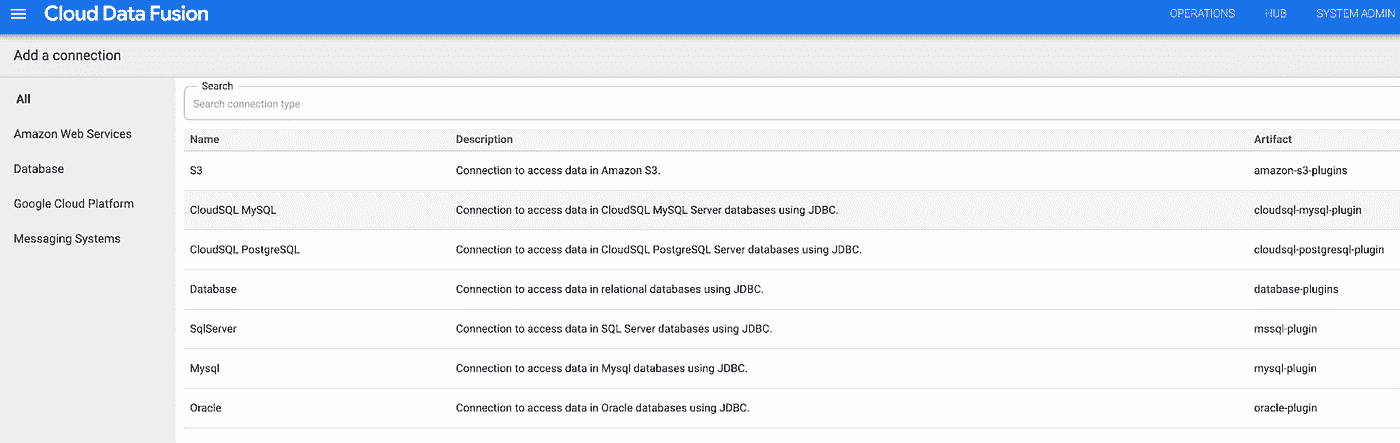 Cloud Data Fusion OPERATIONS HUB SYSTEM ADMIN
Add a connection
All
Amazon Web Services
Database
Google Cloud Platform
Messaging Systems
Search
Search connection type
Name Description Artifact
S3 Connection to access data in Amazon S3. amazon-s3-plugins
CloudSQL MySQL Connection to access data in CloudSQL MySQL Server databases using JDBC. cloudsql-mysql-plugin
CloudSQL PostgreSQL Connection to access data in CloudSQL PostgreSQL Server databases using JDBC. cloudsql-postgresql-plugin
Database Connection to access data in relational databases using JDBC. database-plugins
SqlServer Connection to access data in SQL Server databases using JDBC. mssql-plugin
Mysql Connection to access data in Mysql databases using JDBC. mysql-plugin
Oracle Connection to access data in Oracle databases using JDBC. oracle-plugin